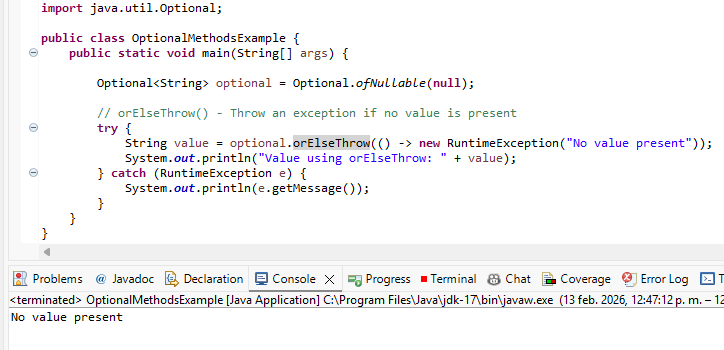 import java.util.Optional;
public class OptionalMethodsExample {
public static void main(String[] args) {
Optional<String> optional = Optional.ofNullable(null);
// orElseThrow() - Throw an exception if no value is present
try {
String value = optional.orElseThrow(() -> new RuntimeException("No value present"));
System.out.println("Value using orElseThrow: " + value);
} catch (RuntimeException e) {
System.out.println(e.getMessage());
}
}
}
Problems @ Javadoc Declaration Console Progress Terminal Chat Coverage Error Log
<terminated> OptionalMethodsExample [Java Application] C:\Program Files\Java\jdk-17\bin\javaw.exe (13 feb. 2026, 12:47:12 p. m. – 12
No value present